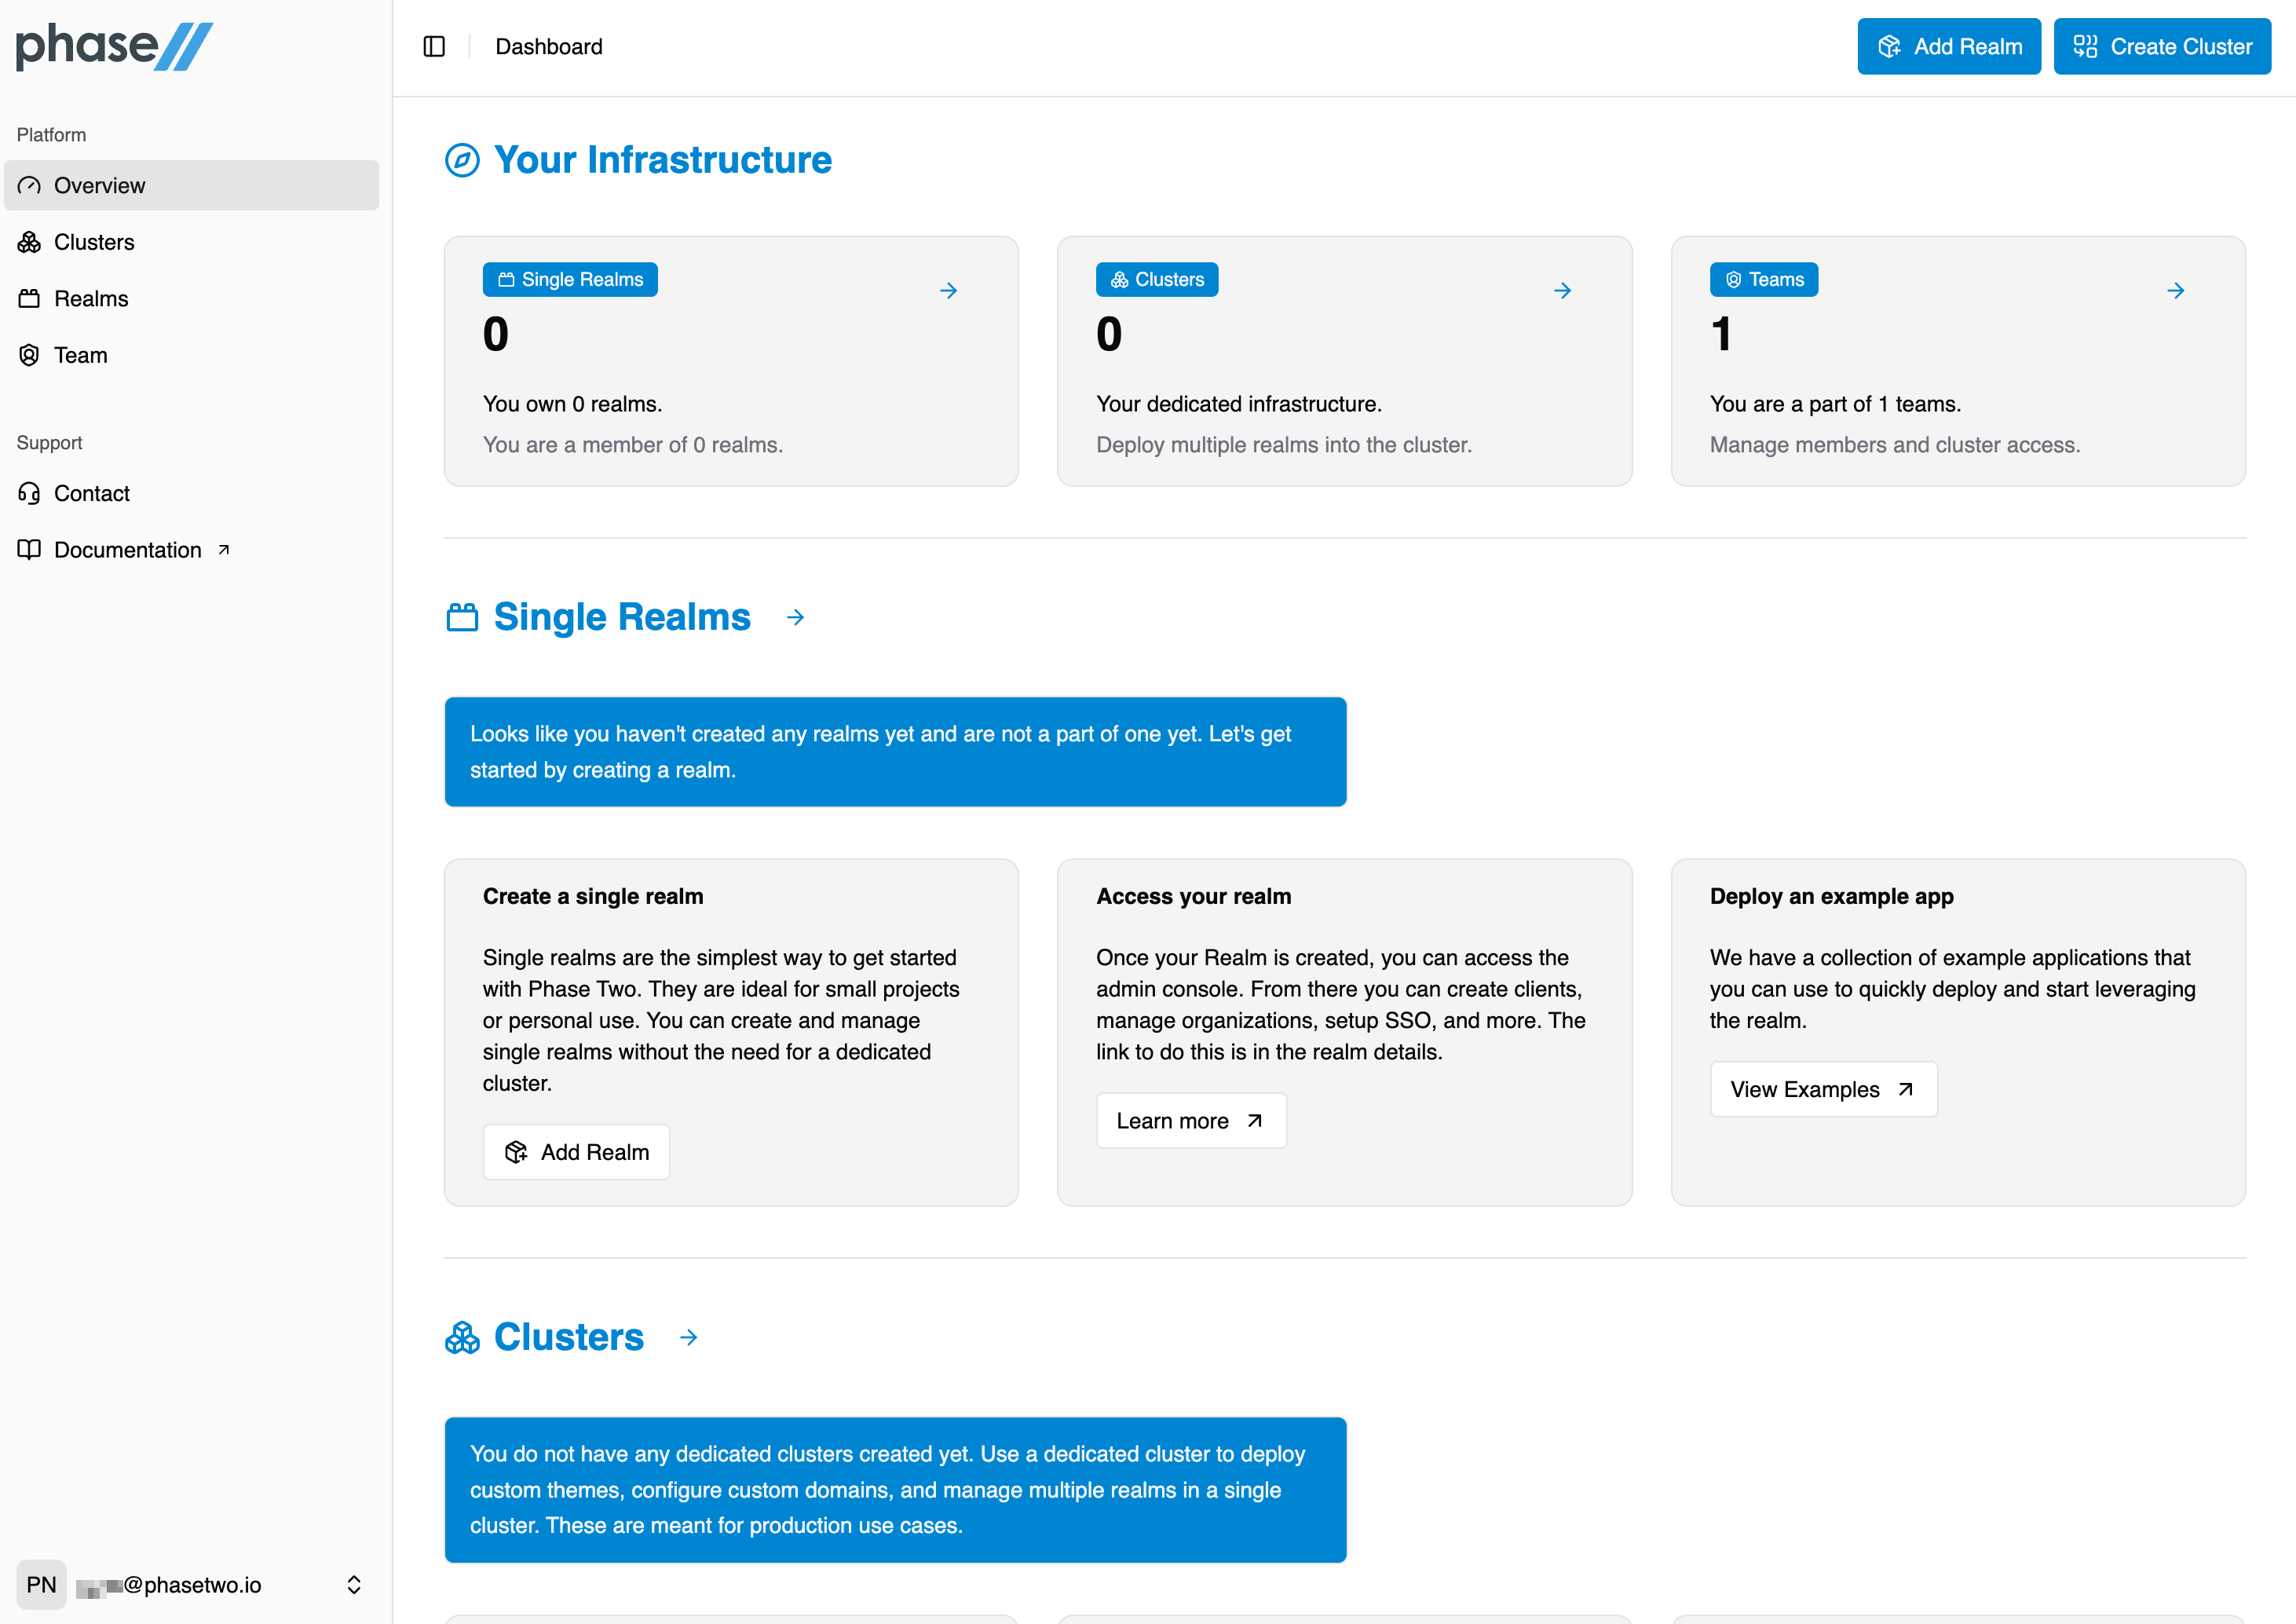 phase
Platform
Overview
Clusters
Realms
Team
Support
Contact
Documentation
PN
@phasetwo.io
Dashboard
Add Realm
Create Cluster
Your Infrastructure
Single Realms
0
You own 0 realms.
You are a member of 0 realms.
Clusters
0
Your dedicated infrastructure.
Deploy multiple realms into the cluster.
Teams
1
You are a part of 1 teams.
Manage members and cluster access.
Single Realms
Looks like you haven't created any realms yet and are not a part of one yet. Let's get
started by creating a realm.
Create a single realm
Single realms are the simplest way to get started
with Phase Two. They are ideal for small projects
or personal use. You can create and manage
single realms without the need for a dedicated
cluster.
Add Realm
Access your realm
Once your Realm is created, you can access the
admin console. From there you can create clients,
manage organizations, setup SSO, and more. The
link to do this is in the realm details.
Learn more
Deploy an example app
We have a collection of example applications that
you can use to quickly deploy and start leveraging
the realm.
View Examples
Clusters
You do not have any dedicated clusters created yet. Use a dedicated cluster to deploy
custom themes, configure custom domains, and manage multiple realms in a single
cluster. These are meant for production use cases.